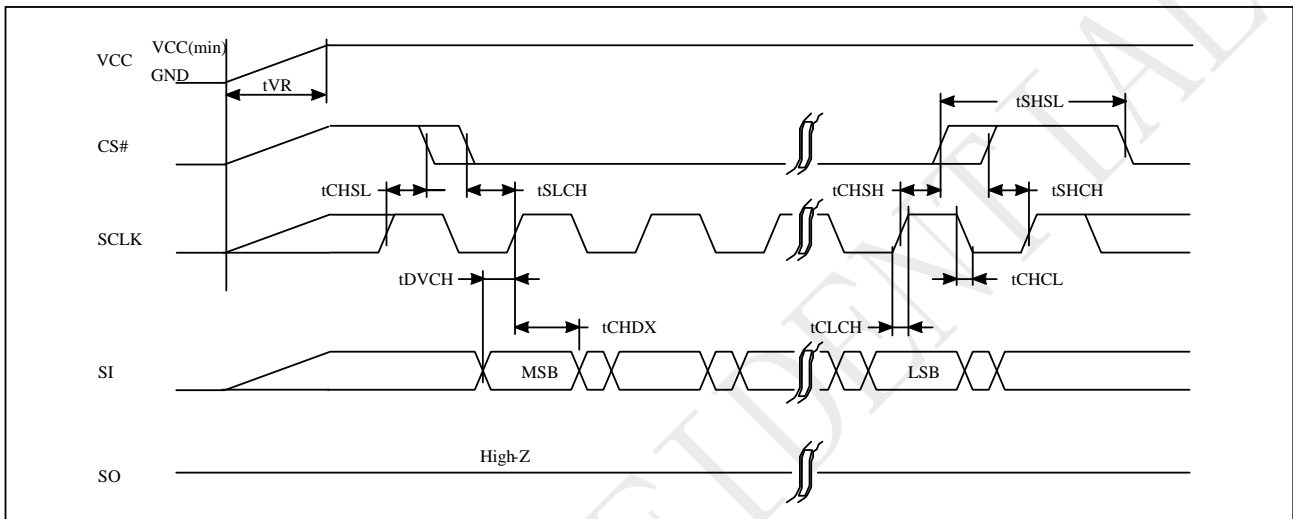 VCC(min)
VCC
GND
tVR
tSHSL
CS#
tCHSL
tSLCH
tCHSH
tSHCH
SCLK
tDVCH
tCHCL
tCHDX
tCLCH
SI
MSB
LSB
High-Z
SO
IDENTIAL